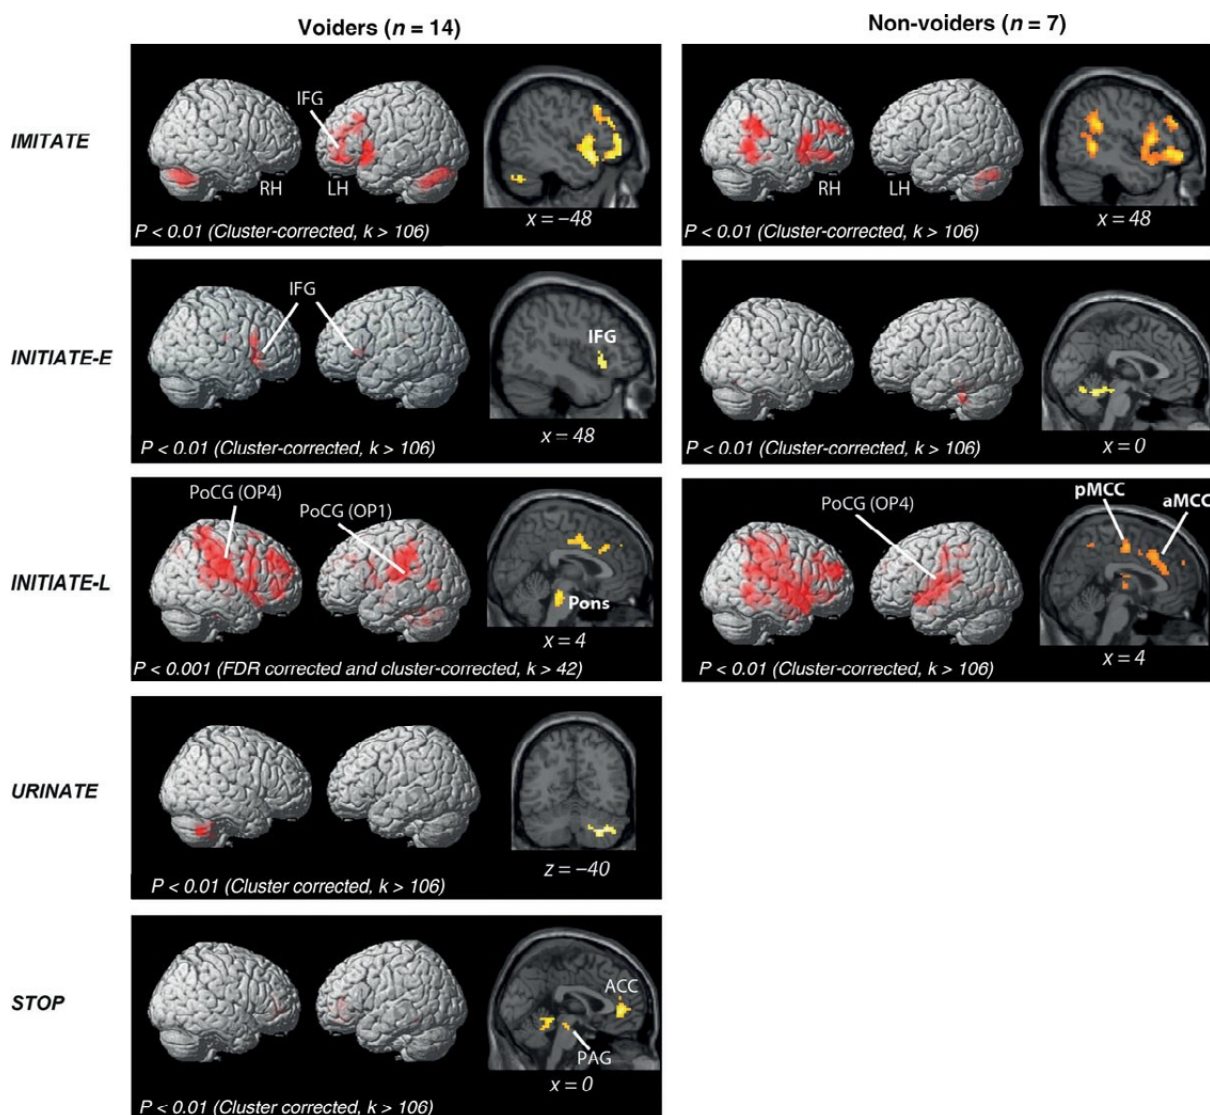 Voiders (n = 14)
Non-voiders (n = 7)
IMITATE
IFG
RH
LH
x = −48
P < 0.01 (Cluster-corrected, k > 106)
RH
LH
x = 48
P < 0.01 (Cluster-corrected, k > 106)
INITIATE-E
IFG
IFG
x = 48
P < 0.01 (Cluster-corrected, k > 106)
x = 0
P < 0.01 (Cluster-corrected, k > 106)
INITIATE-L
PoCG (OP4)
PoCG (OP1)
Pons
x = 4
P < 0.001 (FDR corrected and cluster-corrected, k > 42)
PoCG (OP4)
pMCC
aMCC
x = 4
P < 0.01 (Cluster-corrected, k > 106)
URINATE
z = −40
P < 0.01 (Cluster corrected, k > 106)
STOP
ACC
PAG
x = 0
P < 0.01 (Cluster corrected, k > 106)